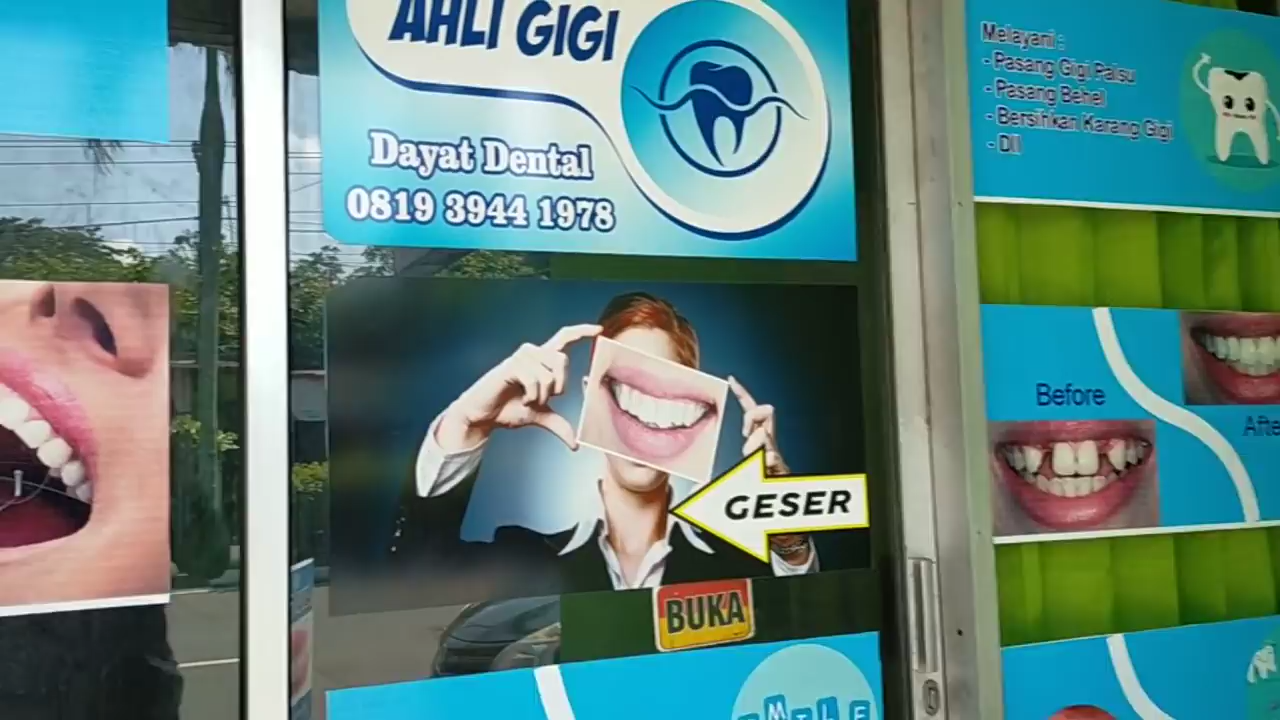 AHLI GIGI
Dayat Dental
0819 3944 1978
GESER
BUKA
Melayani :
- Pasang Gigi Palsu
- Pasang Behel
- Bersihkan Karang Gigi
- Dll
Before